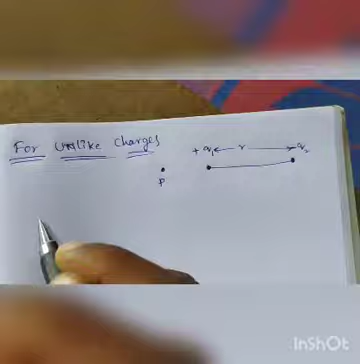 For Unlike charges
+q₁ ← r → q₂
P
InShOt